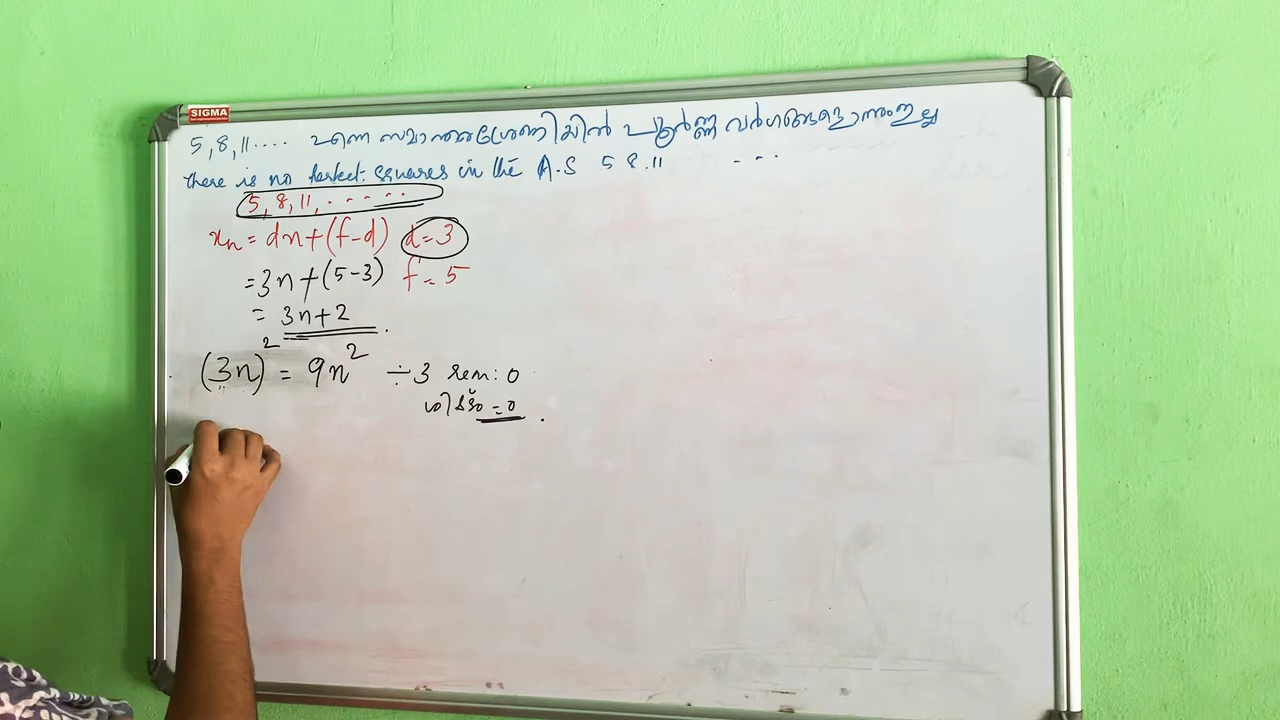 SIGMA
5, 8, 11.... എന്ന സമാന്തരശ്രേണിയിൽ പൂർണ്ണ വർഗങ്ങളൊന്നുംഇല്ല
There is no perfect squares in the A.S 5 8.11 ...
5, 8, 11, ......
xn = dn+(f-d) d=3
=3n+(5-3) f=5
= 3n+2
(3n)² = 9n² ÷3 rem: 0
=0